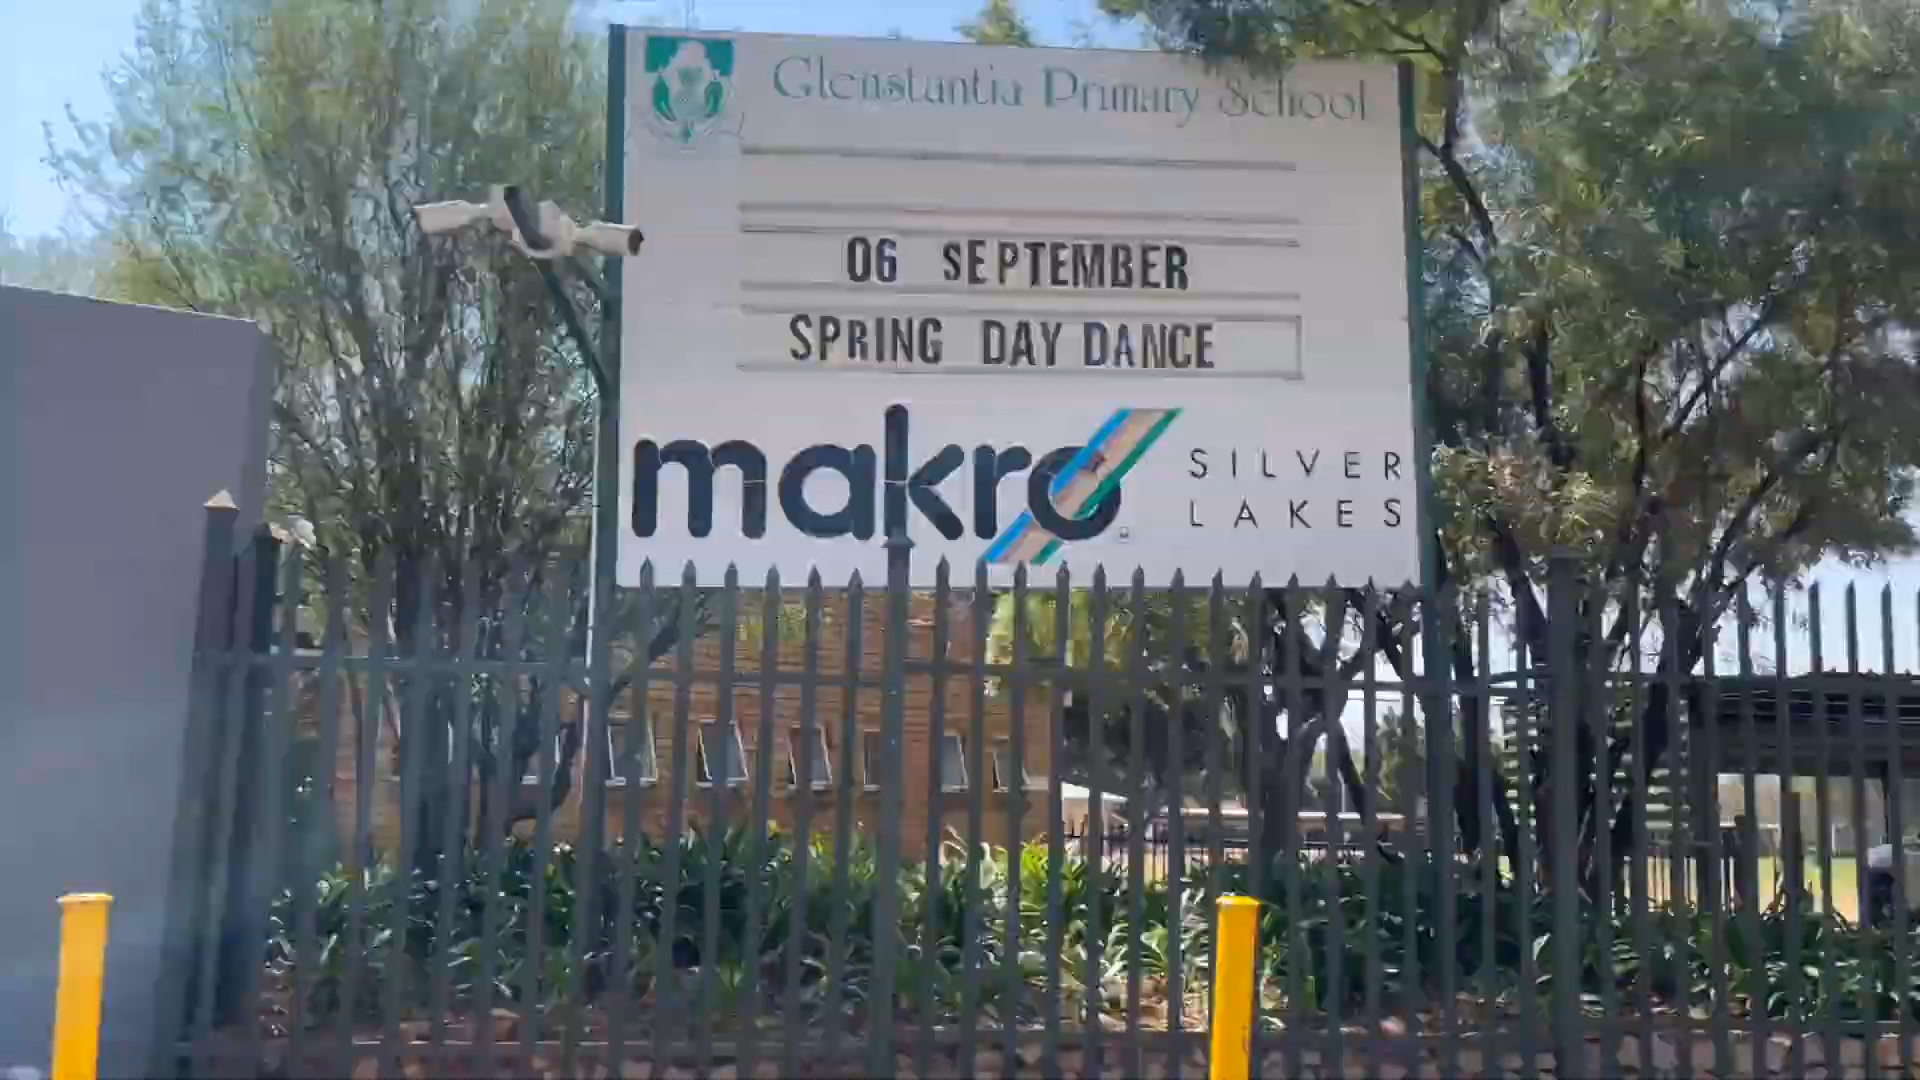 Glenstantia Primary School
06 SEPTEMBER
SPRING DAY DANCE
makro
SILVER
LAKES